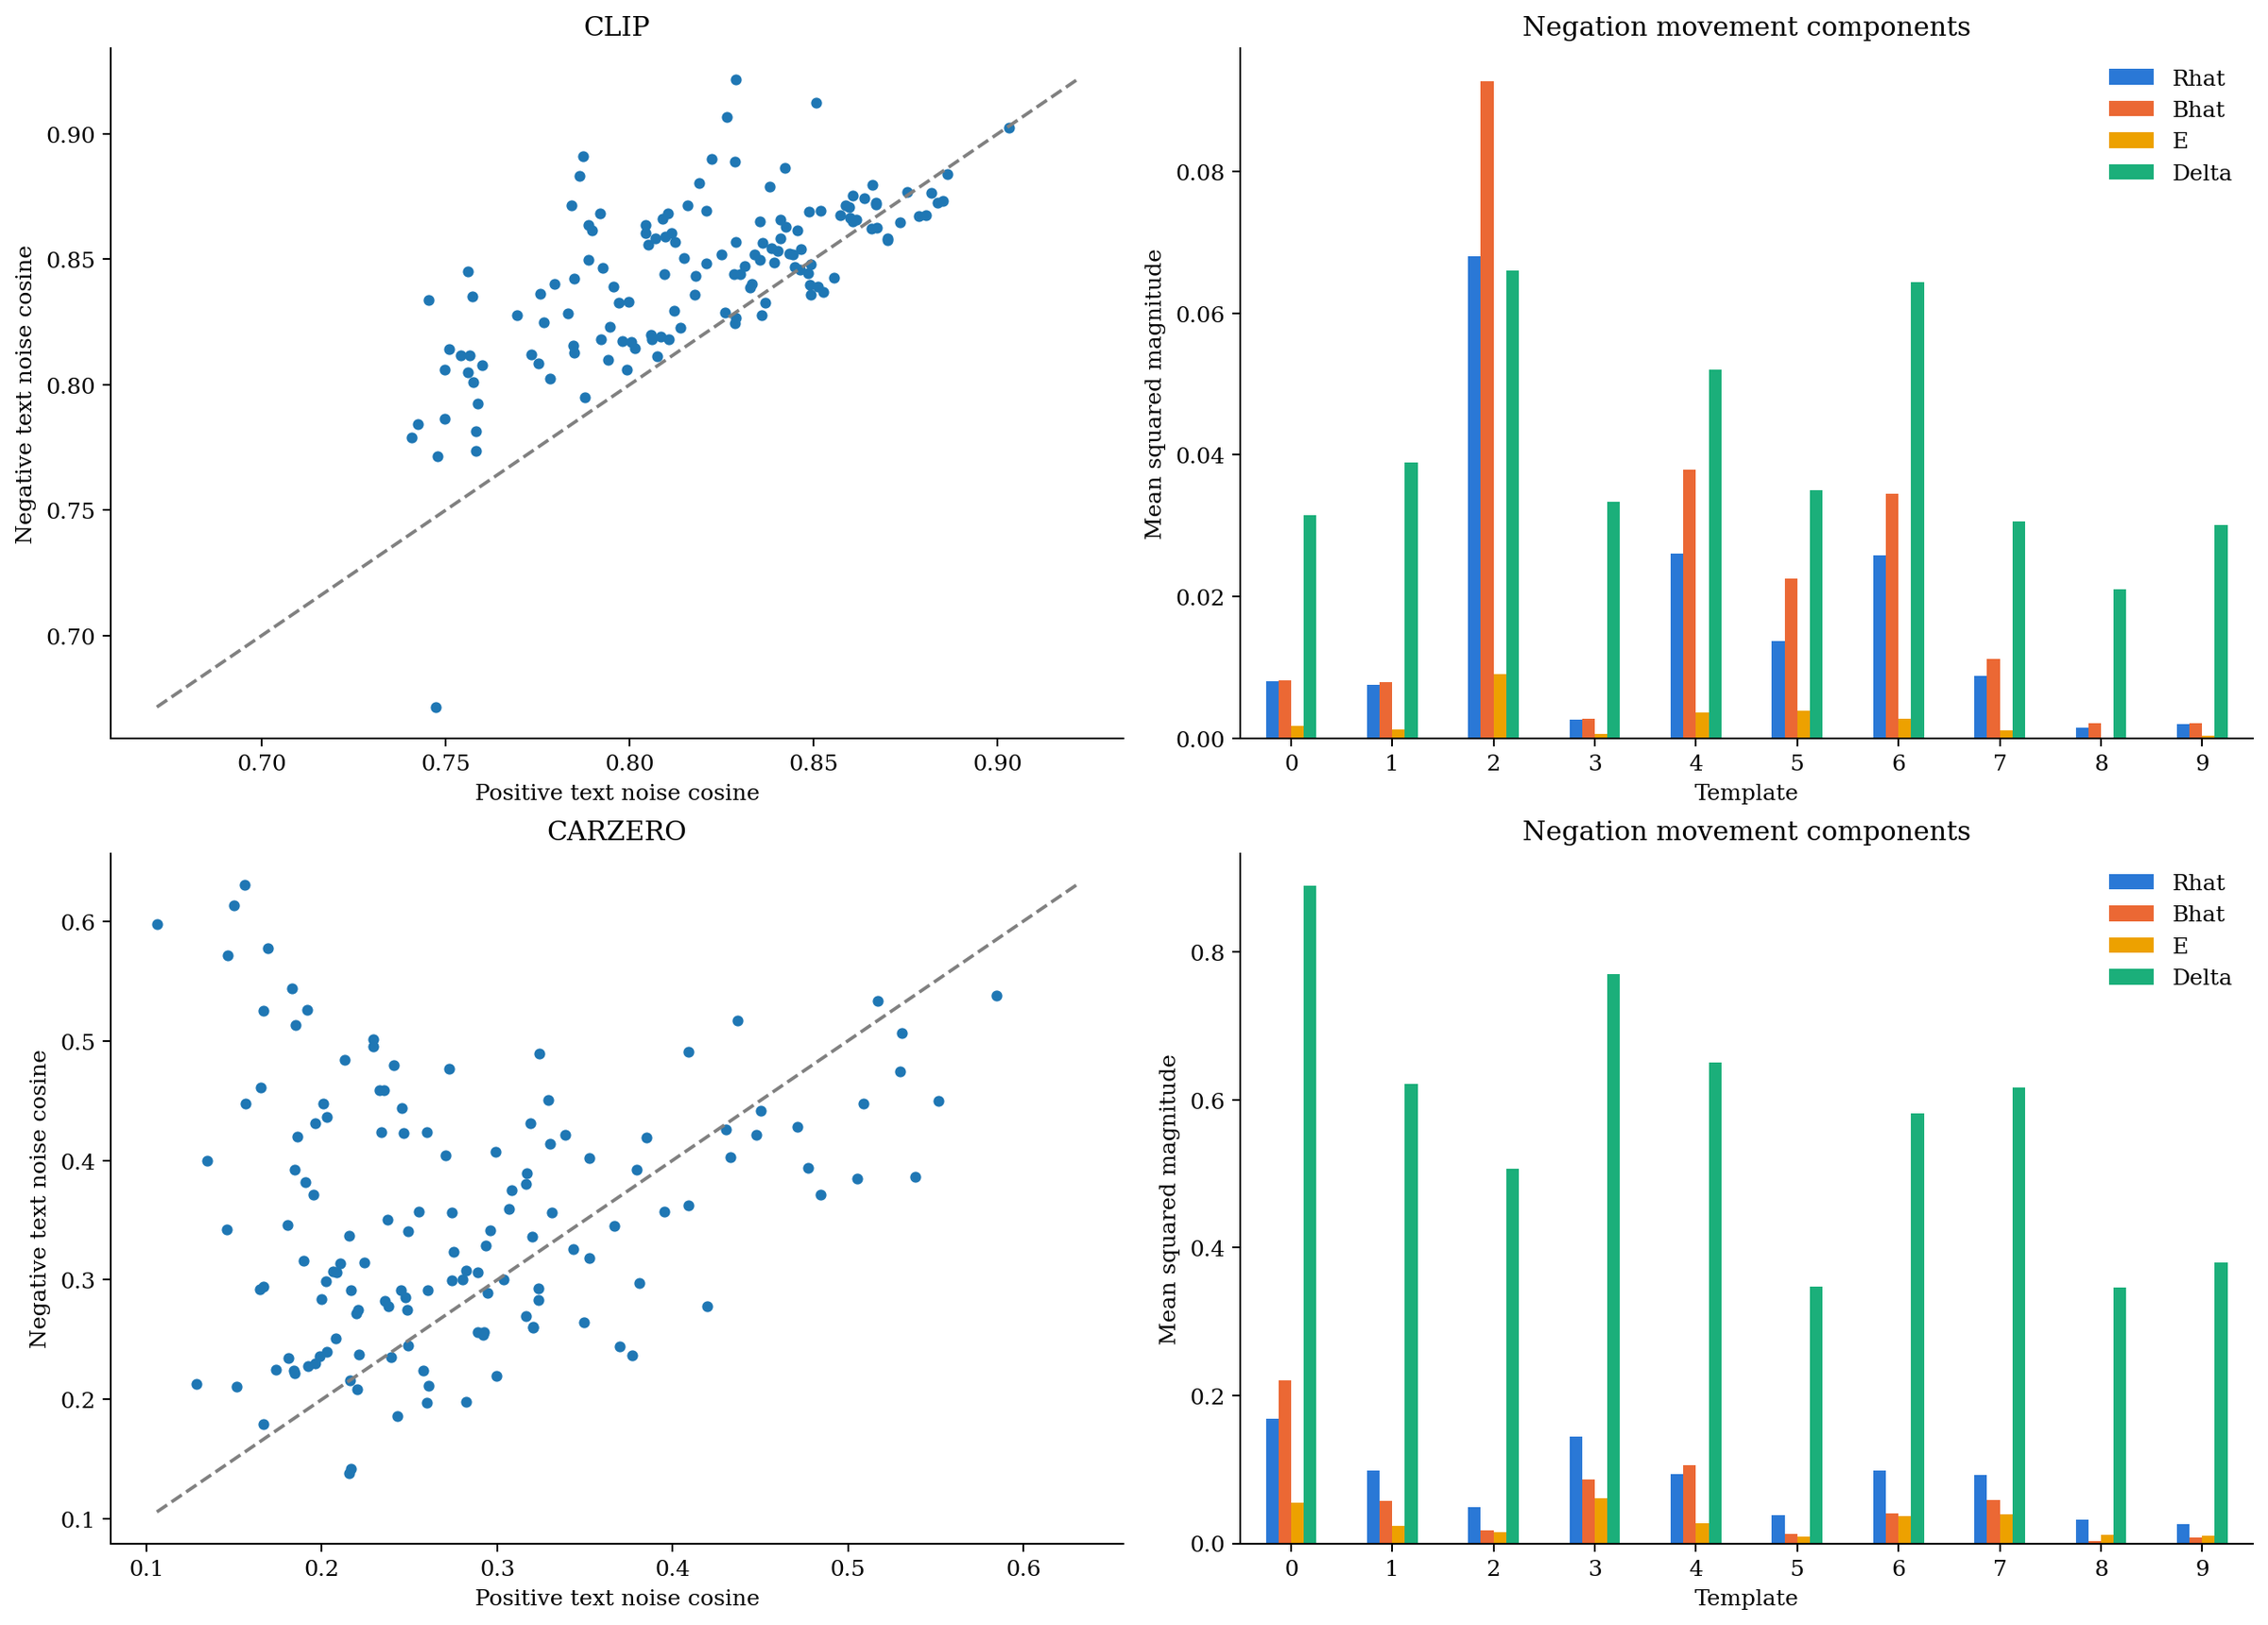 CLIP
Negative text noise cosine
0.90
0.85
0.80
0.75
0.70
0.70 0.75 0.80 0.85 0.90
Positive text noise cosine
Negation movement components
Mean squared magnitude
0.08
0.06
0.04
0.02
0.00
0 1 2 3 4 5 6 7 8 9
Template
Rhat
Bhat
E
Delta
CARZERO
Negative text noise cosine
0.6
0.5
0.4
0.3
0.2
0.1
0.1 0.2 0.3 0.4 0.5 0.6
Positive text noise cosine
Negation movement components
Mean squared magnitude
0.8
0.6
0.4
0.2
0.0
0 1 2 3 4 5 6 7 8 9
Template
Rhat
Bhat
E
Delta